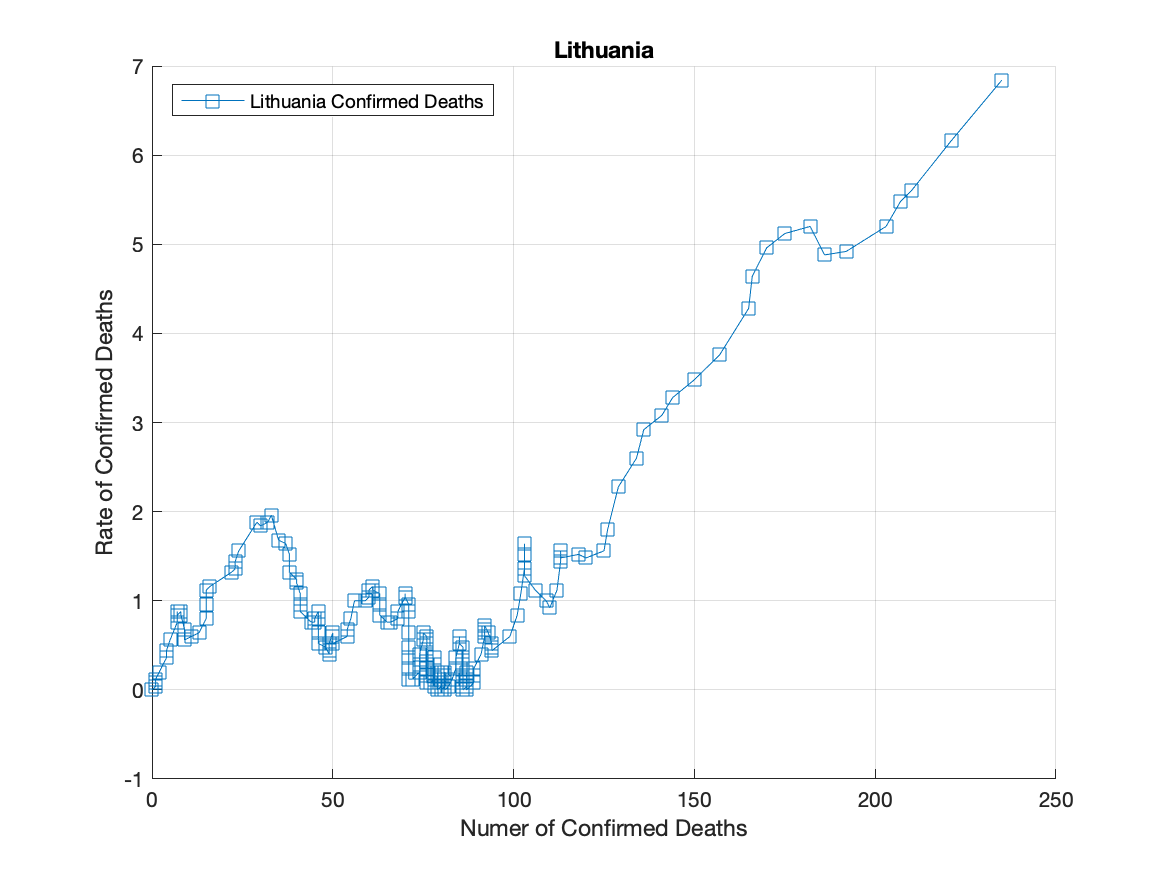 Lithuania
Lithuania Confirmed Deaths
7
6
5
4
3
2
1
0
-1
Rate of Confirmed Deaths
0 50 100 150 200 250
Numer of Confirmed Deaths